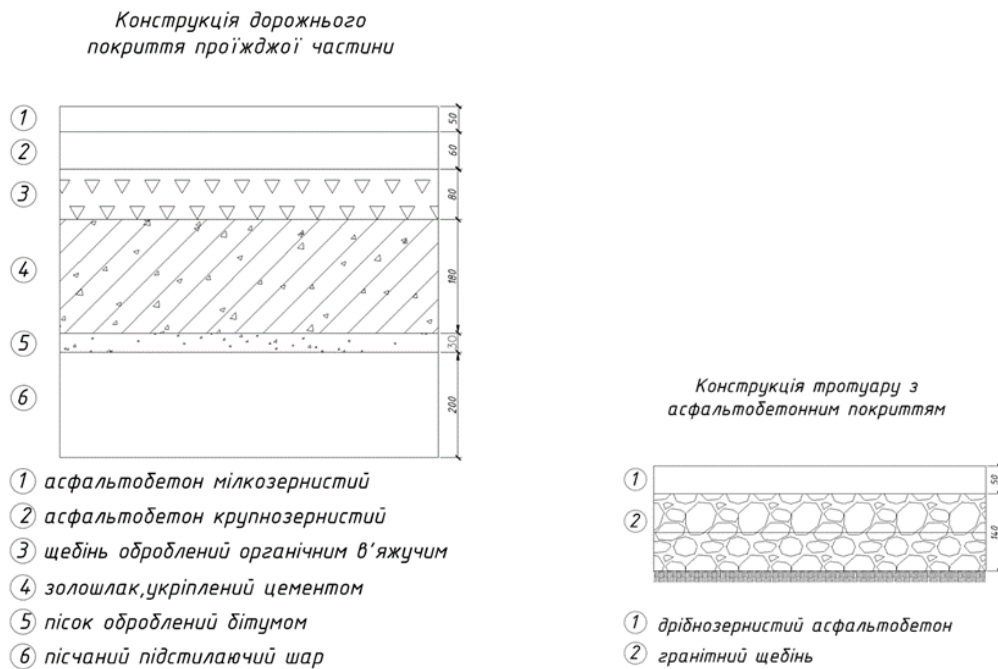 Конструкція дорожнього
покриття проїжджої частини
1
50
2
60
3
80
4
180
5
30
6
200
1 асфальтобетон мілкозернистий
2 асфальтобетон крупнозернистий
3 щебінь оброблений органічним в'яжучим
4 золошлак,укріплений цементом
5 пісок оброблений бітумом
6 пісчаний підстилаючий шар
Конструкція тротуару з
асфальтобетонним покриттям
1
50
2
140
1 дрібнозернистий асфальтобетон
2 гранітний щебінь